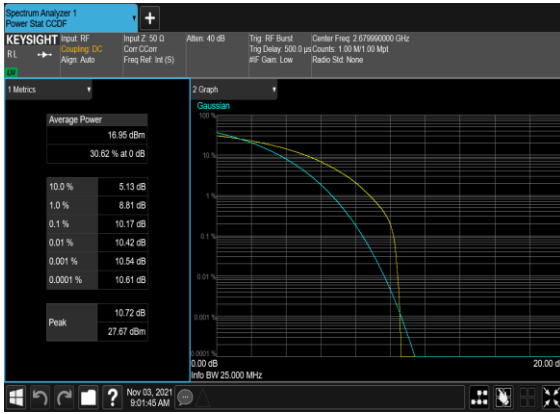 Spectrum Analyzer 1
Power Stat CCDF
KEYSIGHT
RL
LXI
Input: RF
Coupling: DC
Align: Auto
Input Z: 50 Ω
Corr CCorr
Freq Ref: Int (S)
Atten: 40 dB
Trig: RF Burst
Trig Delay: 500.0 µs
#IF Gain: Low
Center Freq: 2.679990000 GHz
Counts: 1.00 M/1.00 Mpt
Radio Std: None
1 Metrics
Average Power
16.95 dBm
30.62 % at 0 dB
10.0 % 5.13 dB
1.0 % 8.81 dB
0.1 % 10.17 dB
0.01 % 10.42 dB
0.001 % 10.54 dB
0.0001 % 10.61 dB
Peak
10.72 dB
27.67 dBm
2 Graph
Gaussian
100 %
10 %
1 %
0.1 %
0.01 %
0.001 %
0.0001 %
0.00 dB
20.00 d
Info BW 25.000 MHz
?
Nov 03, 2021
9:01:45 AM